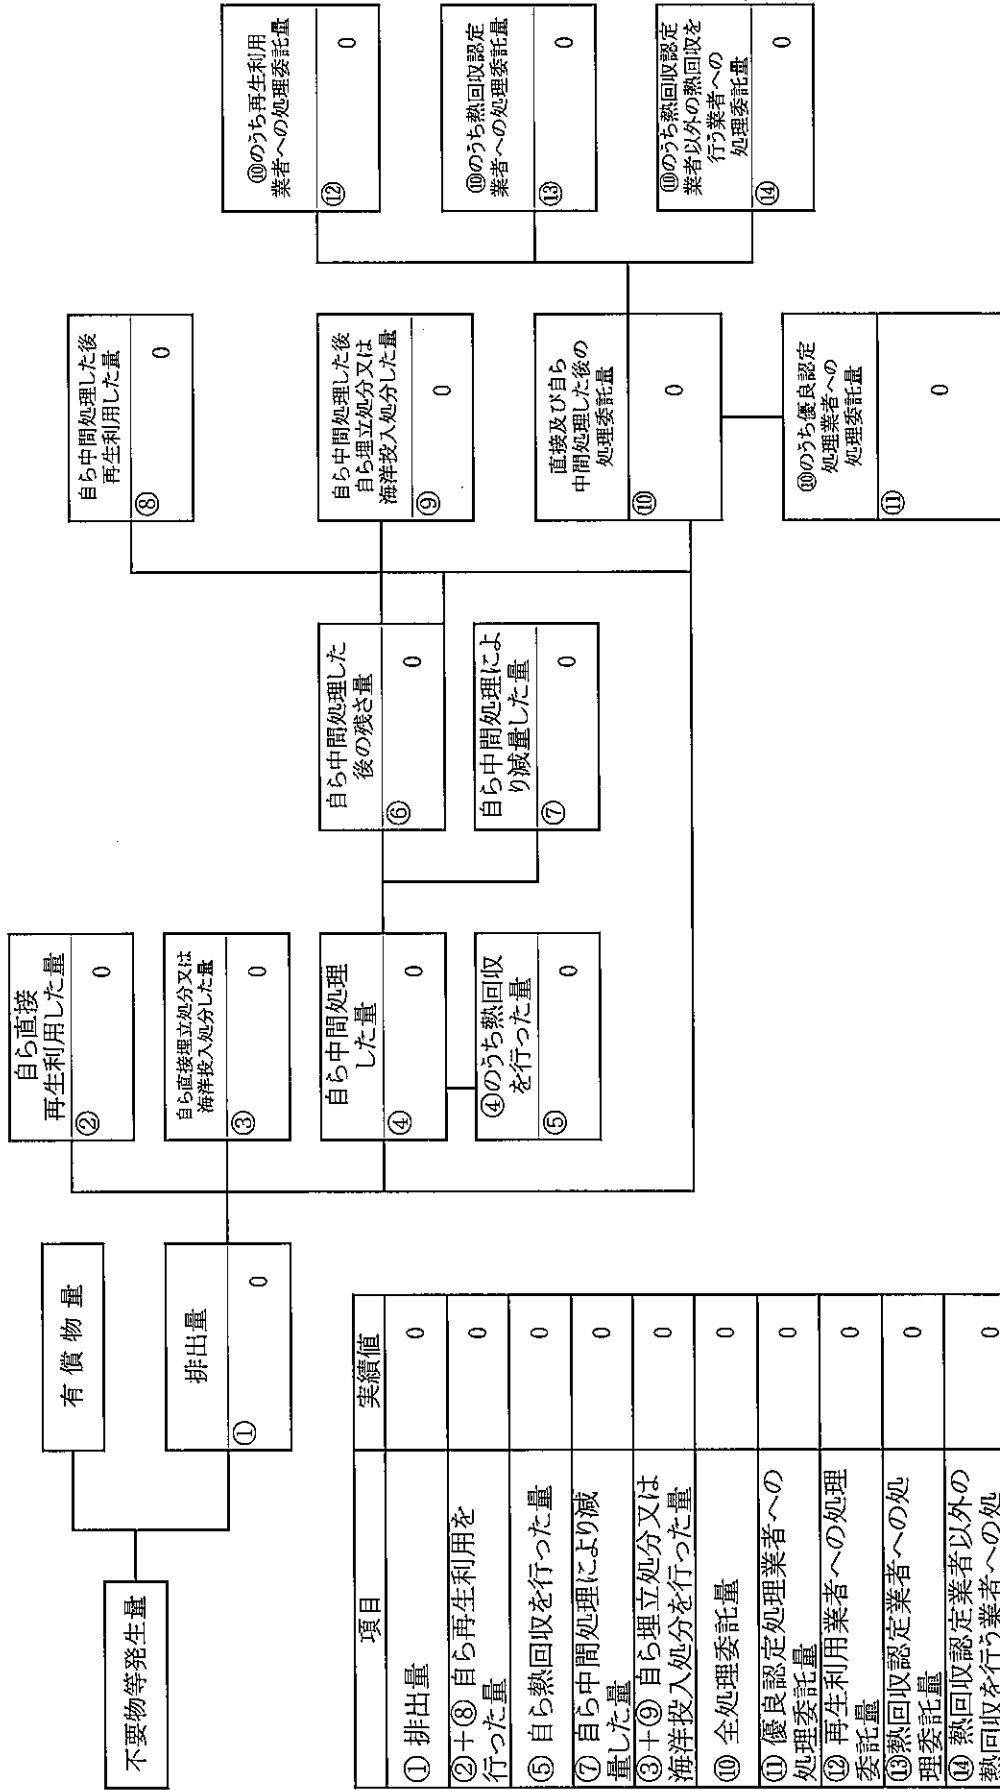 不要物等発生量
有 償 物 量
排出量
①
0
自ら直接
再生利用した量
②
0
自ら直接埋立処分又は
海洋投入処分した量
③
0
自ら中間処理
した量
④
0
④のうち熱回収
を行った量
⑤
0
自ら中間処理した
後の残さ量
⑥
0
自ら中間処理によ
り減量した量
⑦
0
自ら中間処理した後
再生利用した量
⑧
0
自ら中間処理した後
自ら埋立処分又は
海洋投入処分した量
⑨
0
直接及び自ら
中間処理した後の
処理委託量
⑩
0
⑩のうち優良認定
処理業者への
処理委託量
⑪
0
⑩のうち再生利用
業者への処理委託量
⑫
0
⑩のうち熱回収認定
業者への処理委託量
⑬
0
⑩のうち熱回収認定
業者以外の熱回収を
行う業者への
処理委託量
⑭
0
項目 実績値
① 排出量 0
②+⑧ 自ら再生利用を
行った量 0
⑤ 自ら熱回収を行った量 0
⑦ 自ら中間処理により減
量した量 0
③+⑨ 自ら埋立処分又は
海洋投入処分を行った量 0
⑩ 全処理委託量 0
⑪ 優良認定処理業者への
処理委託量 0
⑫ 再生利用業者への処理
委託量 0
⑬熱回収認定業者への処
理委託量 0
⑭ 熱回収認定業者以外の
熱回収を行う業者への処 0